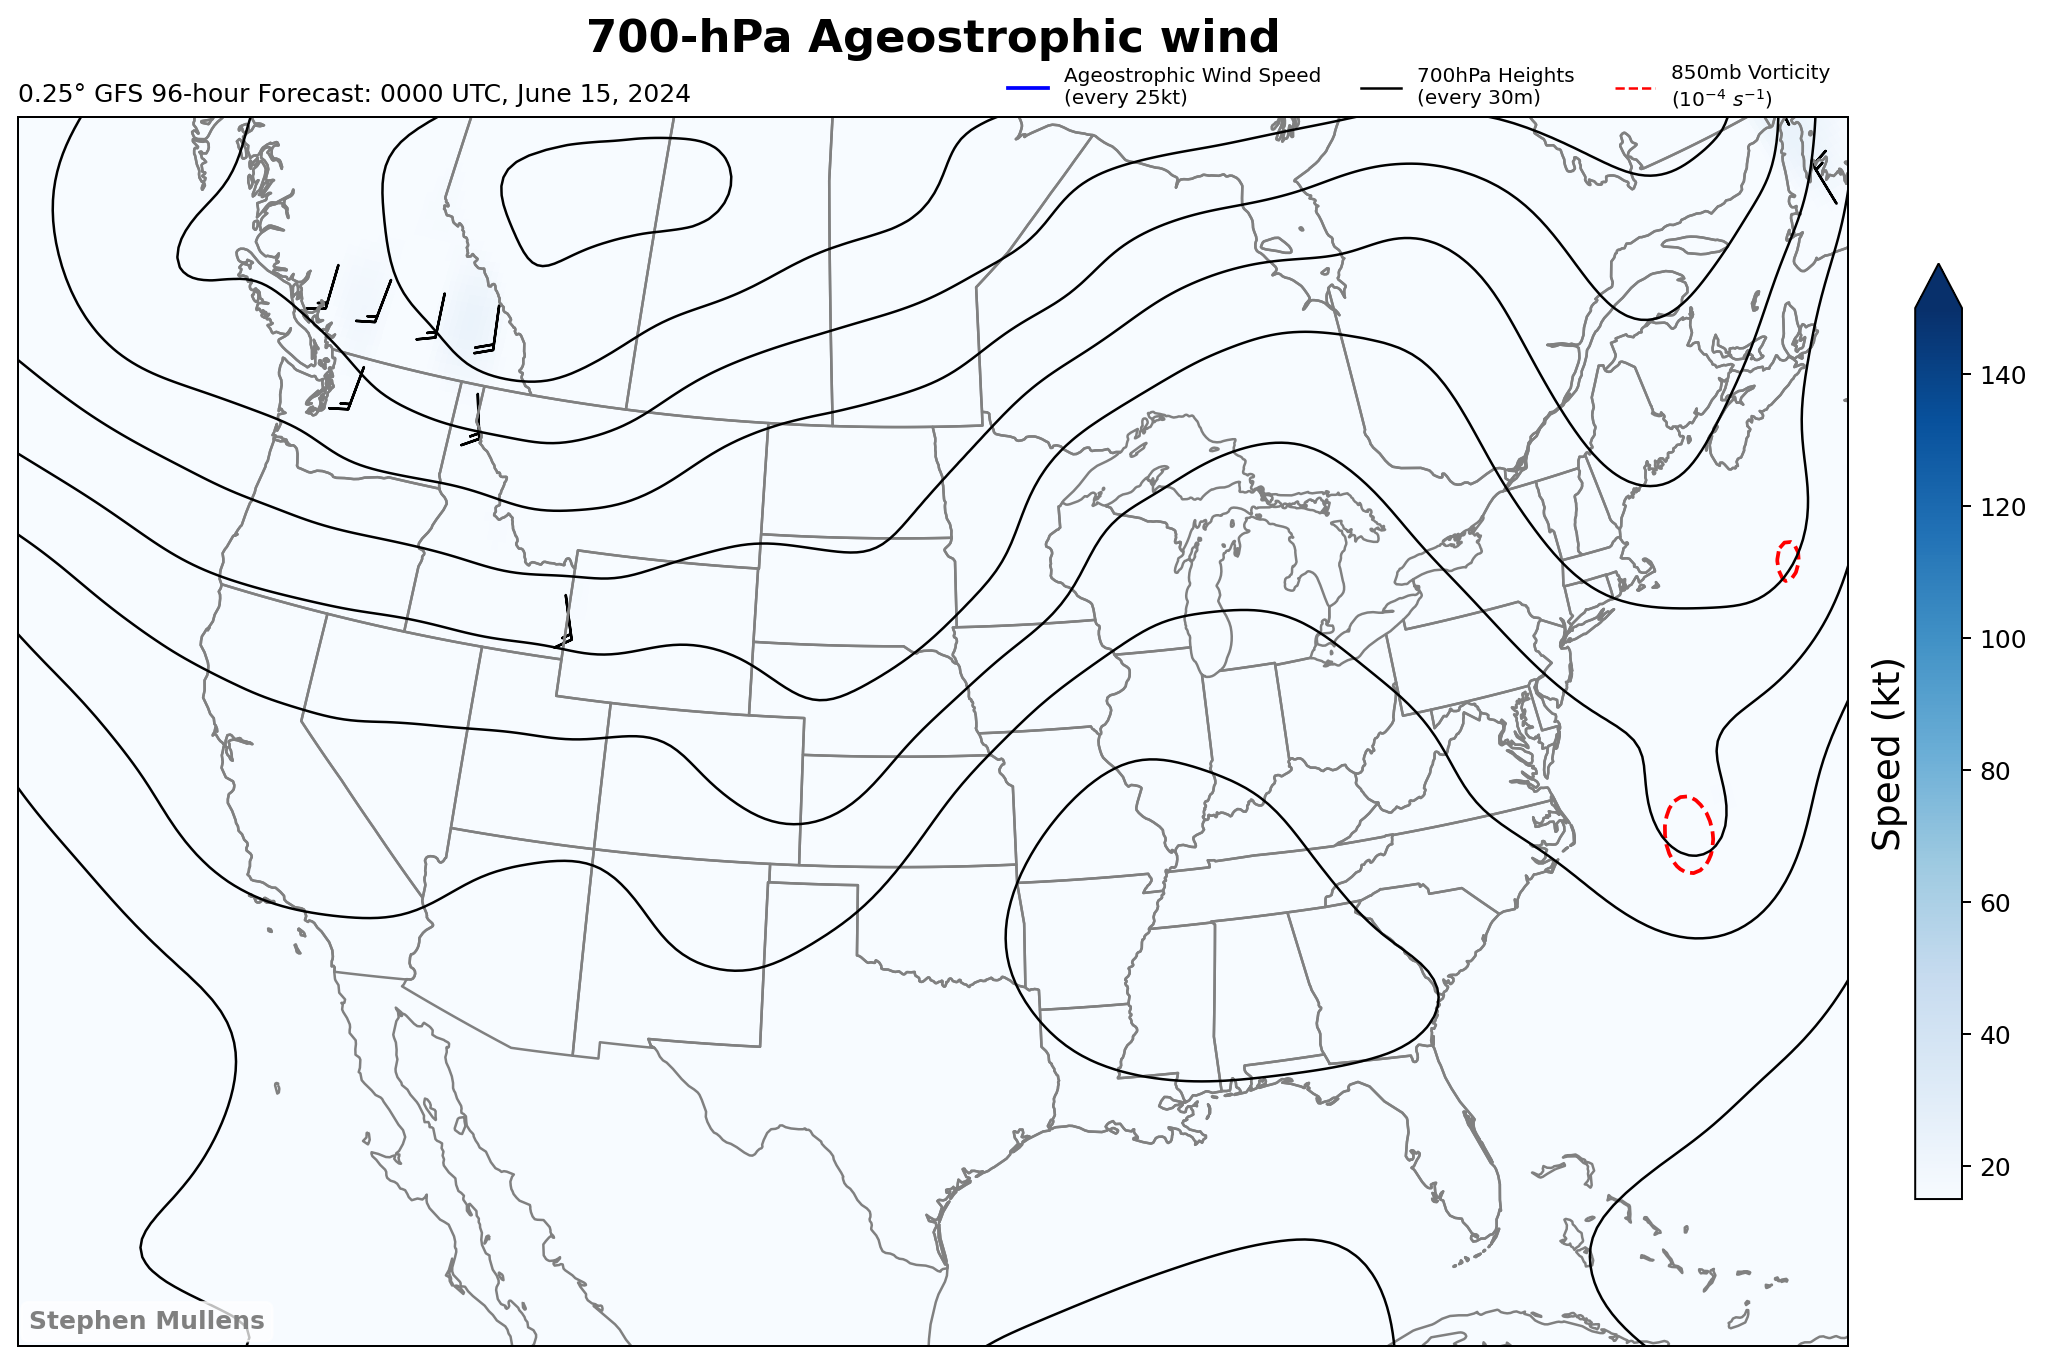 700-hPa Ageostrophic wind
0.25° GFS 96-hour Forecast: 0000 UTC, June 15, 2024
Ageostrophic Wind Speed
(every 25kt)
700hPa Heights
(every 30m)
850mb Vorticity
(10⁻⁴ s⁻¹)
140
120
100
80
60
40
20
Speed (kt)
Stephen Mullens